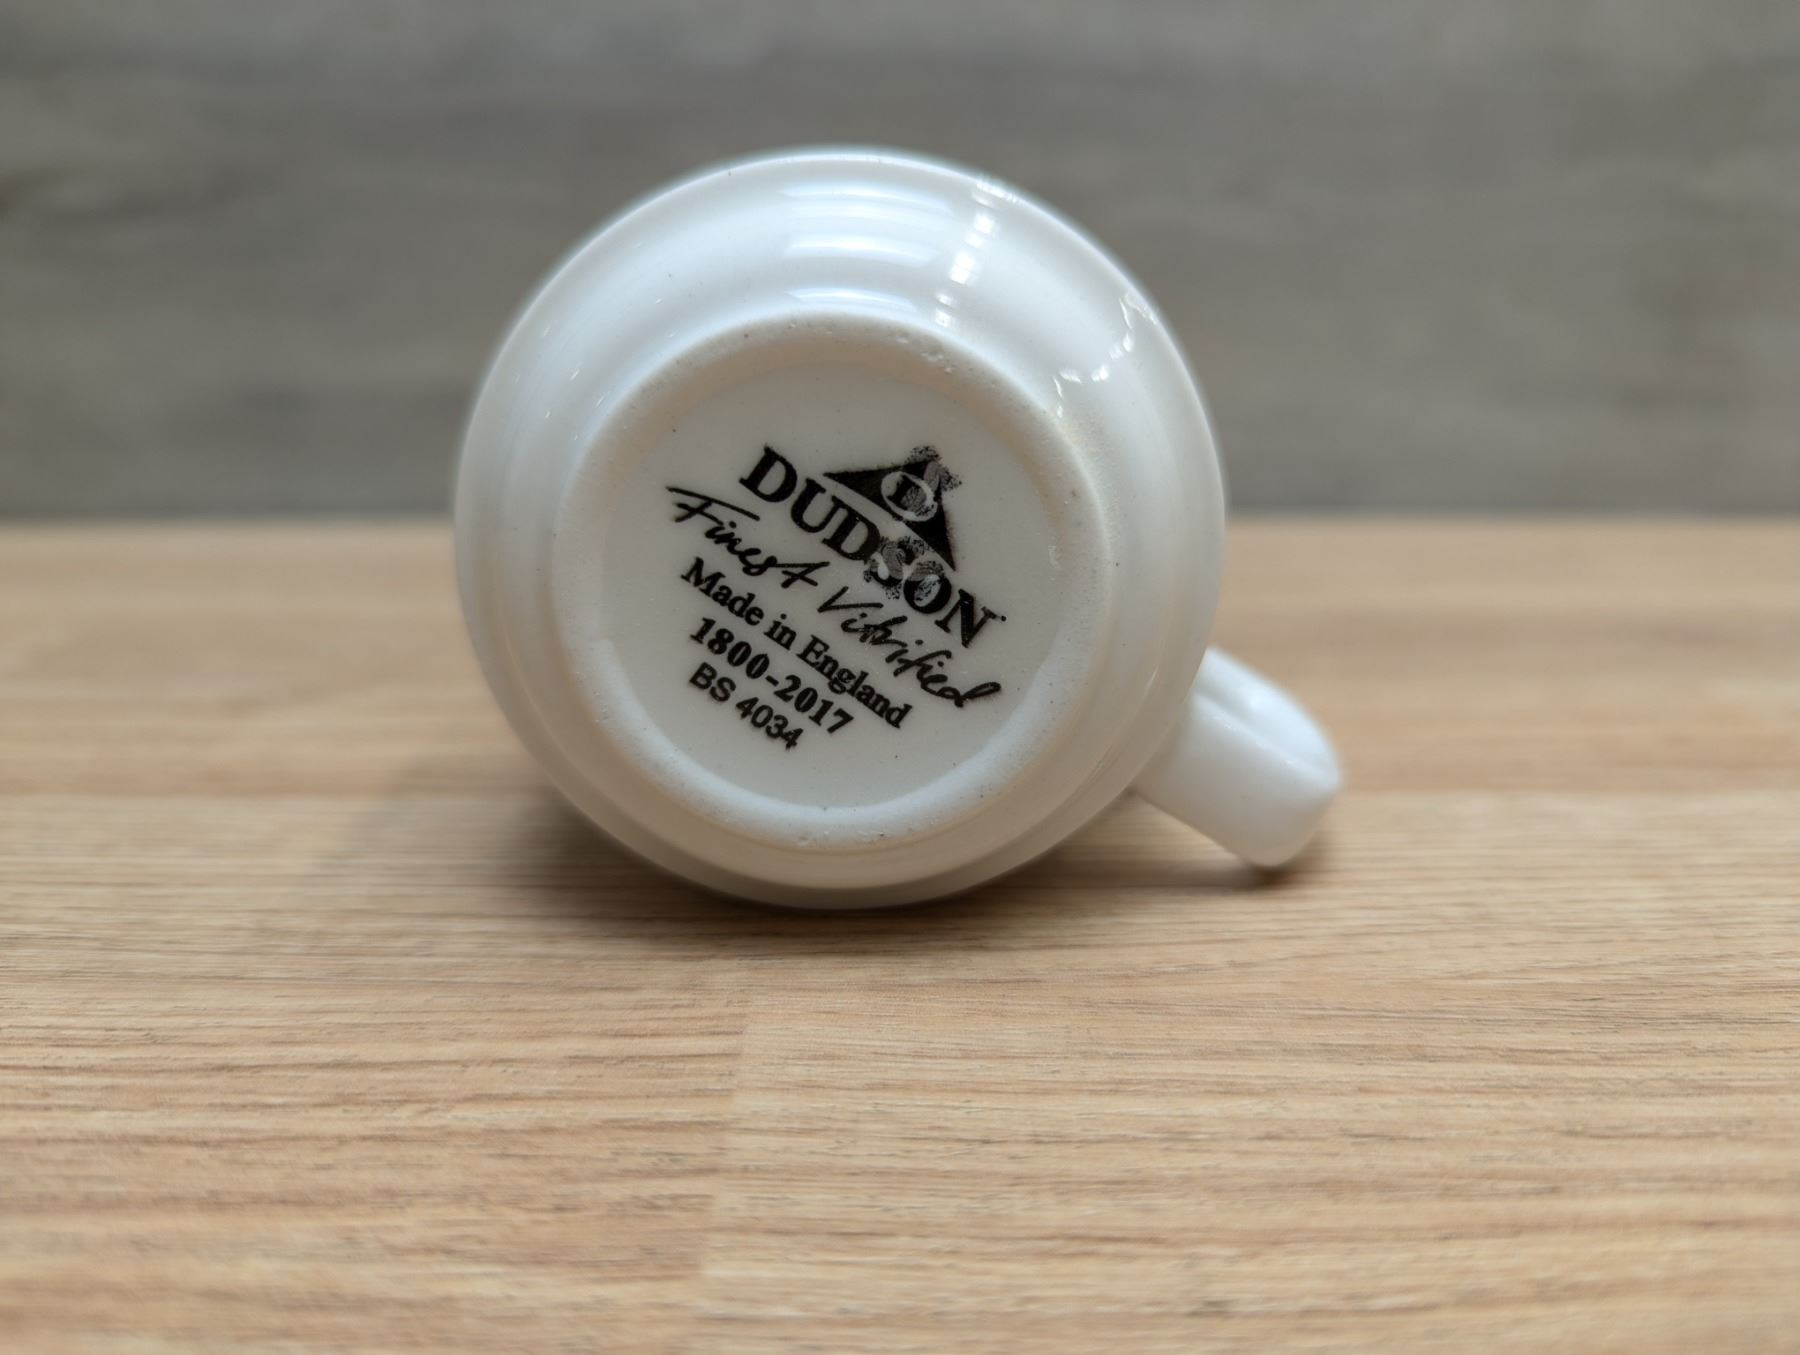 D
DUDSON
Finest Vitrified
Made in England
1800-2017
BS 4034